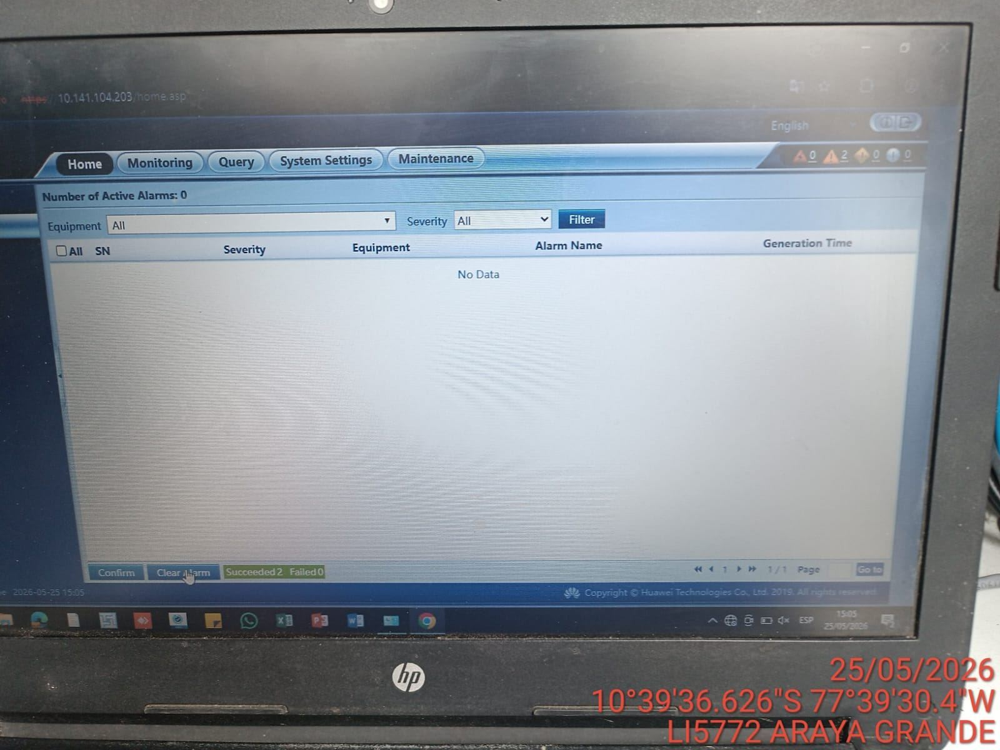 https://10.141.104.203/home.asp
English
Home Monitoring Query System Settings Maintenance 0 2 0 0
Number of Active Alarms: 0
Equipment All Severity All Filter
All SN Severity Equipment Alarm Name Generation Time
No Data
Confirm Clear Alarm Succeeded 2 Failed 0 1 1 / 1 Page Go to
2026-05-25 15:05 Copyright © Huawei Technologies Co., Ltd. 2019. All rights reserved.
ESP 15:05
25/05/2026
hp
25/05/2026
10°39'36.626"S 77°39'30.4"W
LI5772 ARAYA GRANDE